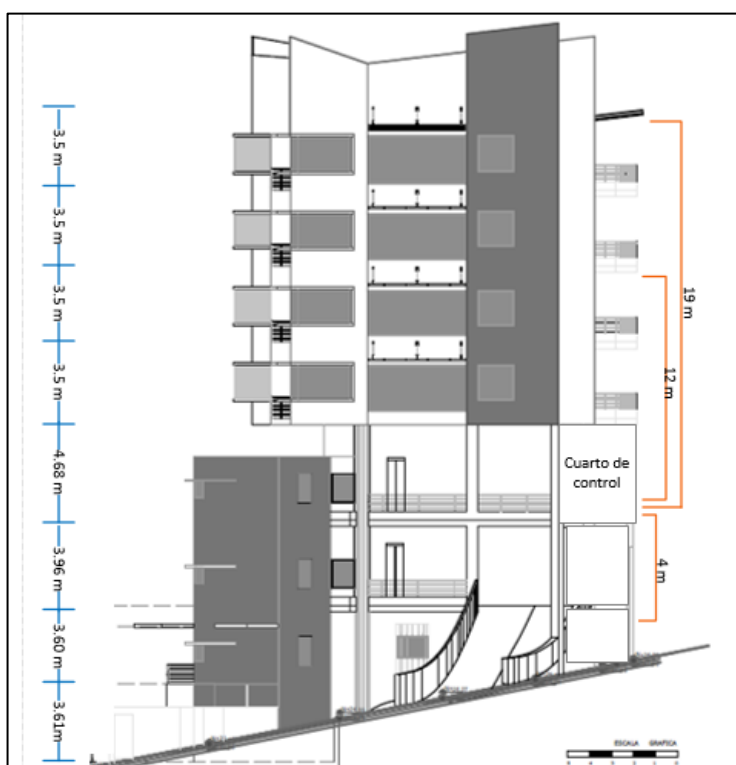 3.5 m
3.5 m
3.5 m
3.5 m
4.68 m
3.96 m
3.60 m
3.61m
19 m
12 m
4 m
Cuarto de
control
ESCALA GRAFICA